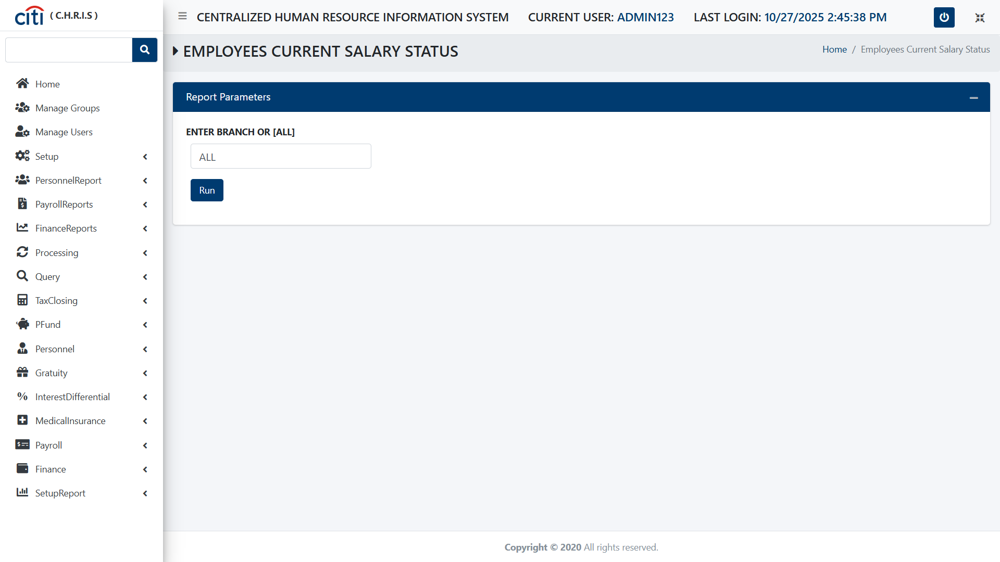 citi ( C.H.R.I.S )
CENTRALIZED HUMAN RESOURCE INFORMATION SYSTEM CURRENT USER: ADMIN123 LAST LOGIN: 10/27/2025 2:45:38 PM
EMPLOYEES CURRENT SALARY STATUS
Home / Employees Current Salary Status
Home
Manage Groups
Manage Users
Setup
PersonnelReport
PayrollReports
FinanceReports
Processing
Query
TaxClosing
PFund
Personnel
Gratuity
InterestDifferential
MedicalInsurance
Payroll
Finance
SetupReport
Report Parameters
ENTER BRANCH OR [ALL]
ALL
Run
Copyright © 2020 All rights reserved.